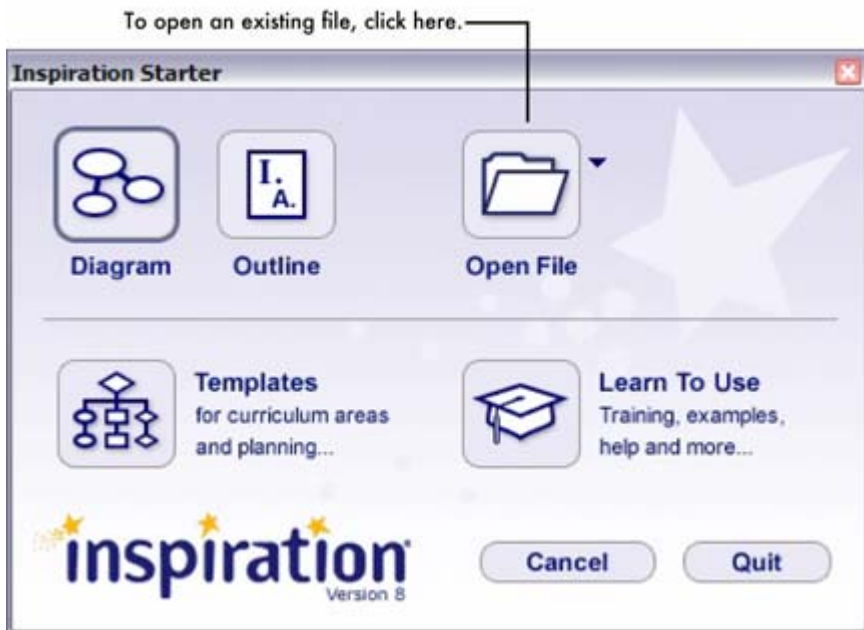 To open an existing file, click here.
Inspiration Starter
I.
A.
Diagram
Outline
Open File
Templates
for curriculum areas
and planning...
Learn To Use
Training, examples,
help and more...
inspiration
Version 8
Cancel
Quit